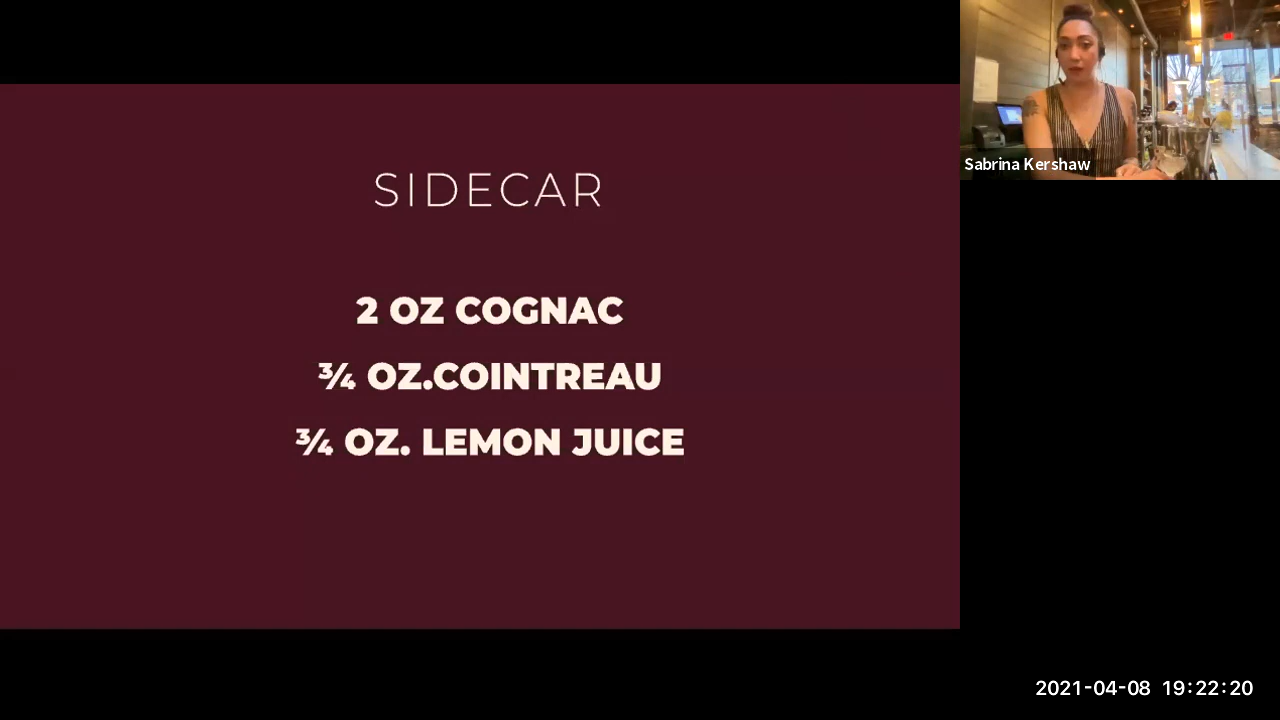 SIDECAR
2 OZ COGNAC
¾ OZ.COINTREAU
¾ OZ. LEMON JUICE
Sabrina Kershaw
2021-04-08 19:22:20